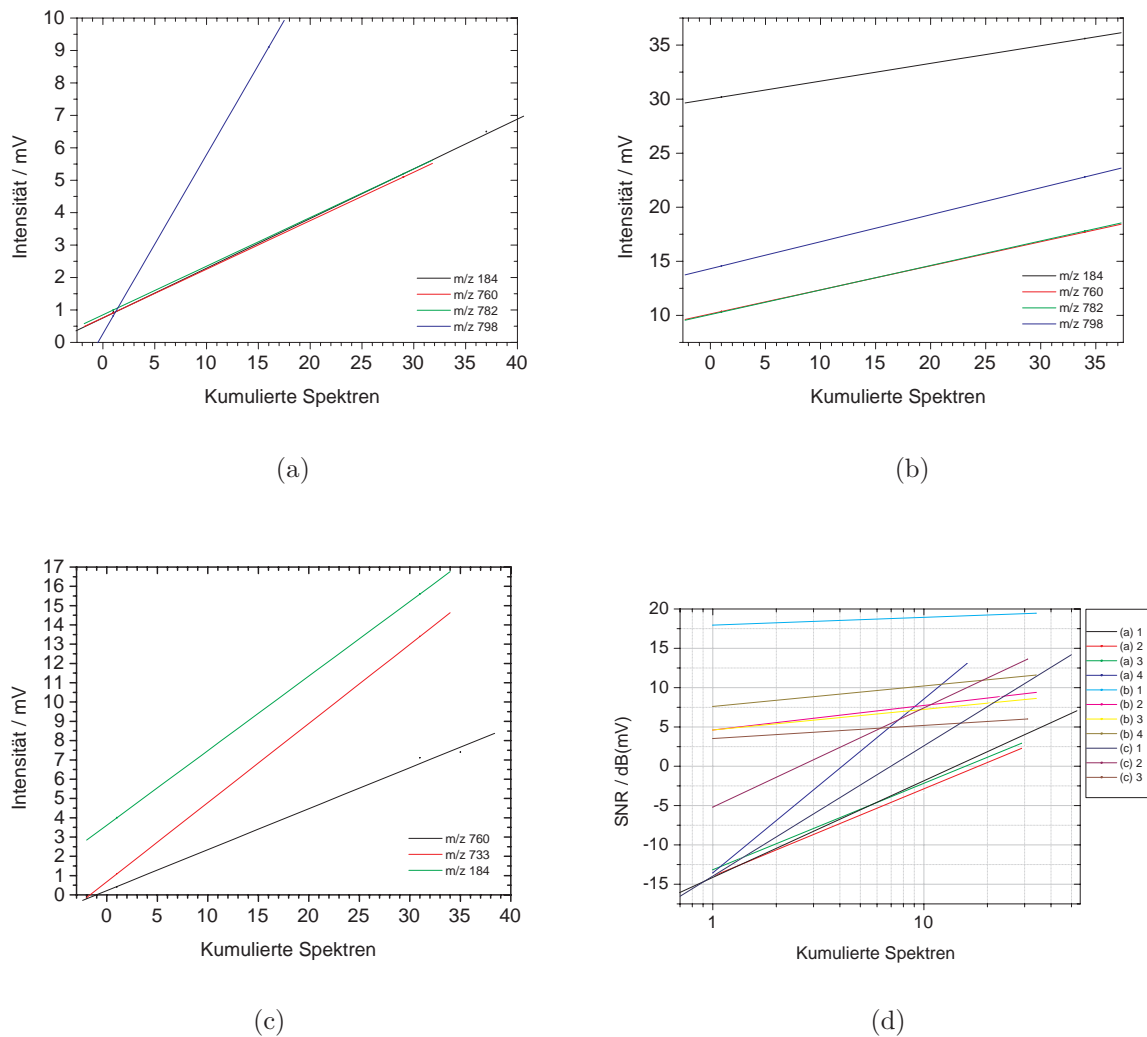 10
9
8
7
6
5
4
3
2
1
0
Intensität / mV
m/z 184
m/z 760
m/z 782
m/z 798
0 5 10 15 20 25 30 35 40
Kumulierte Spektren
(a)
35
30
25
20
15
10
Intensität / mV
m/z 184
m/z 760
m/z 782
m/z 798
0 5 10 15 20 25 30 35
Kumulierte Spektren
(b)
17
16
15
14
13
12
11
10
9
8
7
6
5
4
3
2
1
0
Intensität / mV
m/z 760
m/z 733
m/z 184
0 5 10 15 20 25 30 35 40
Kumulierte Spektren
(c)
20
15
10
5
0
-5
-10
-15
SNR / dB(mV)
(a) 1
(a) 2
(a) 3
(a) 4
(b) 1
(b) 2
(b) 3
(b) 4
(c) 1
(c) 2
(c) 3
1 10
Kumulierte Spektren
(d)